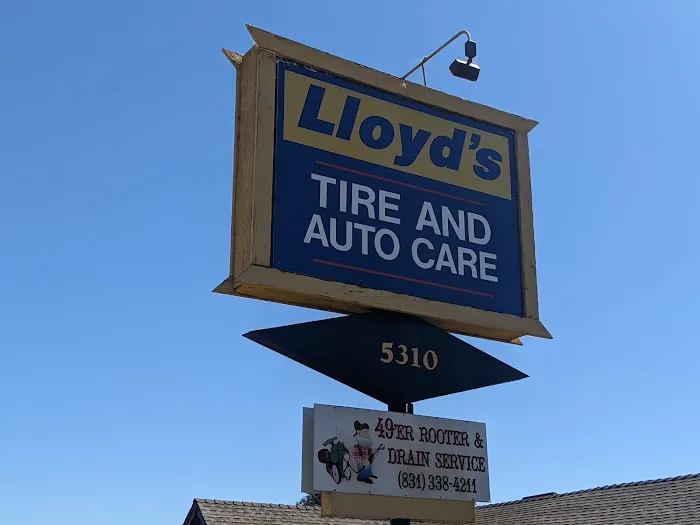 Lloyd's
TIRE AND
AUTO CARE
5310
49'ER ROOTER &
DRAIN SERVICE
(831) 338-4211